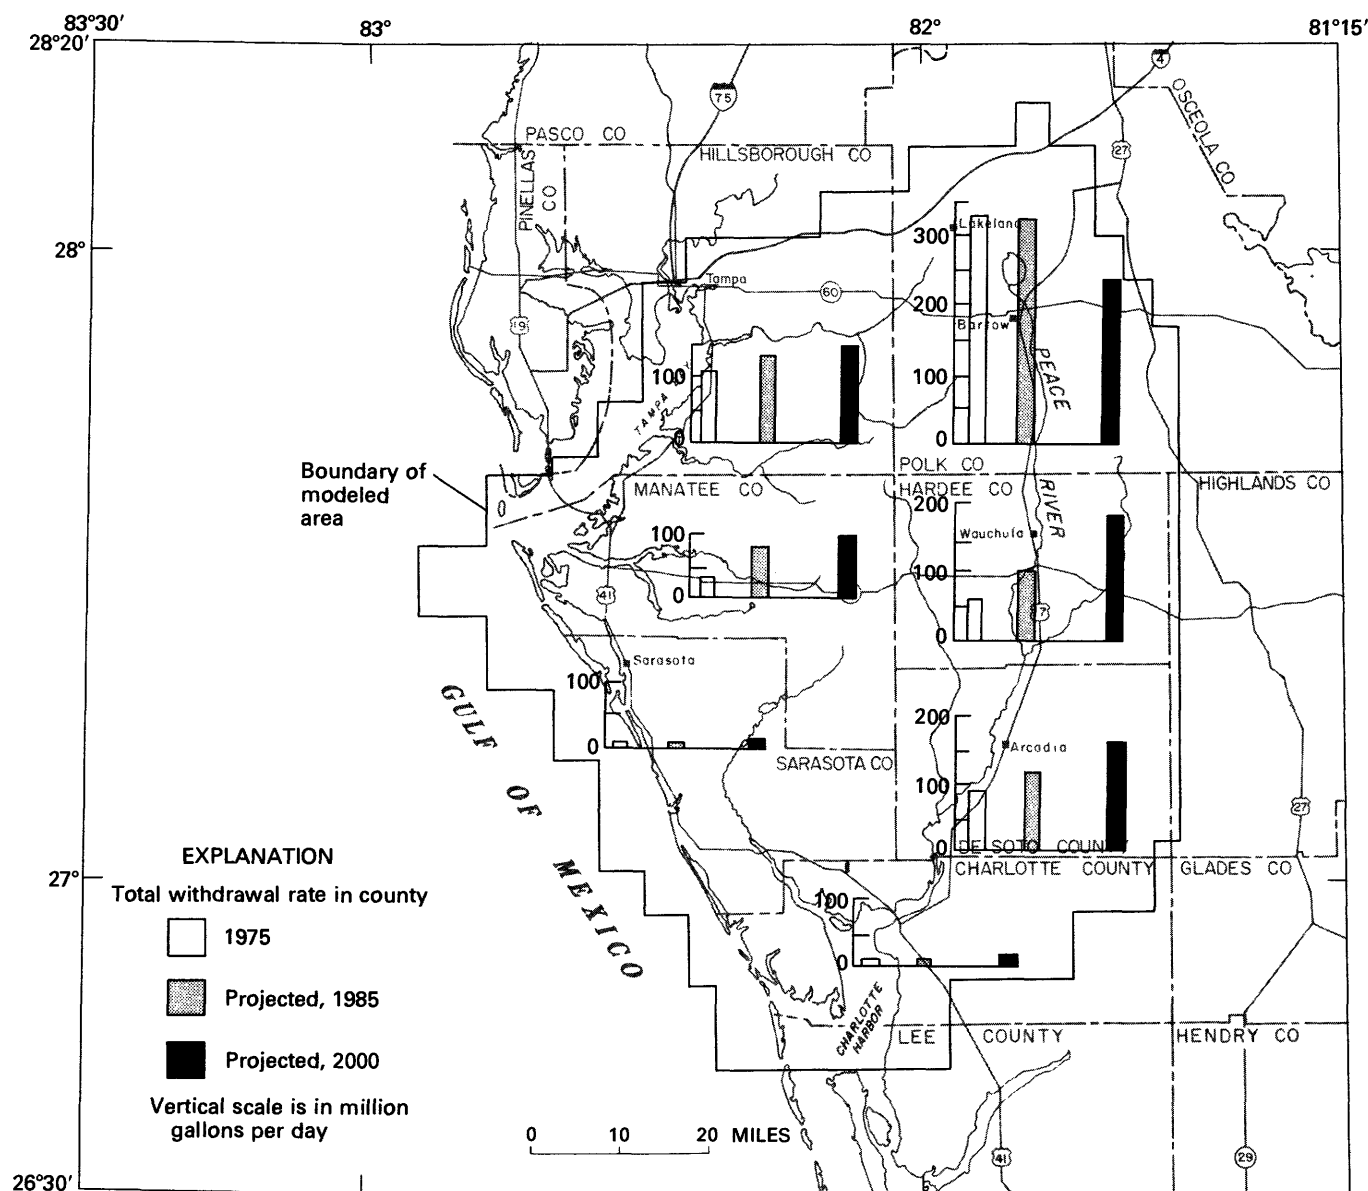 83°30'
83°
82°
81°15'
28°20'
4
75
OSCEOLA CO
PASCO CO
27
HILLSBOROUGH CO
PINELLAS
CO
28°
300
Lakeland
Tampa
60
200
19
Bartow
100
100
PEACE
TAMPA
0
0
POLK CO
Boundary of
modeled
area
MANATEE CO
HARDEE CO
HIGHLANDS CO
200
RIVER
100
Wauchula
100
0
41
17
0
Sarasota
100
GULF OF MEXICO
200
0
Arcadia
SARASOTA CO
100
27
0
DE SOTO COUNTY
EXPLANATION
CHARLOTTE COUNTY
GLADES CO
27°
Total withdrawal rate in county
100
1975
0
Projected, 1985
CHARLOTTE
HARBOR
LEE COUNTY
HENDRY CO
Projected, 2000
Vertical scale is in million
gallons per day
0 10 20 MILES
41
29
26°30'